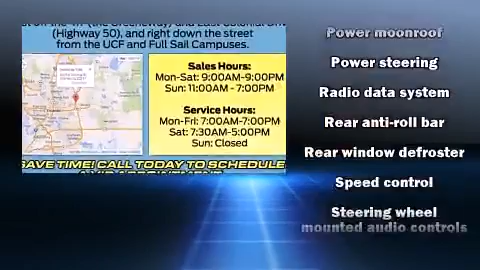 (Highway 50), and right down the street
from the UCF and Full Sail Campuses.
Sales Hours:
Mon-Sat: 9:00AM-9:00PM
Sun: 11:00AM - 7:00PM
Service Hours:
Mon-Fri: 7:00AM-7:00PM
Sat: 7:30AM-5:00PM
Sun: Closed
SAVE TIME! CALL TODAY TO SCHEDULE
Power moonroof
Power steering
Radio data system
Rear anti-roll bar
Rear window defroster
Speed control
Steering wheel
mounted audio controls